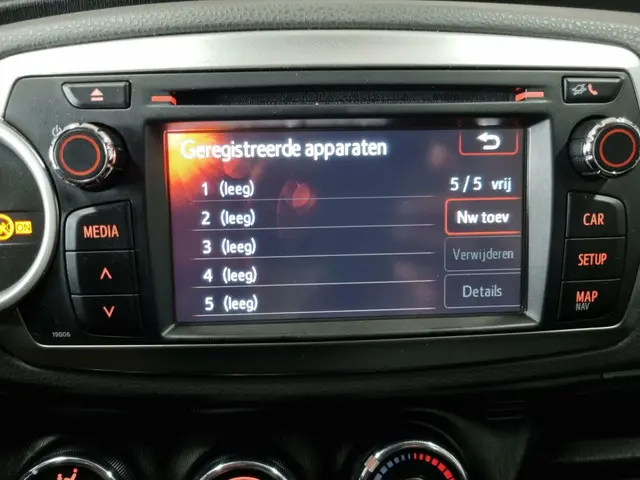 Geregistreerde apparaten
1 (leeg)
5/5 vrij
2 (leeg)
Nw toev
3 (leeg)
Verwijderen
4 (leeg)
Details
5 (leeg)
MEDIA
CAR
SETUP
MAP
NAV
19006
ON